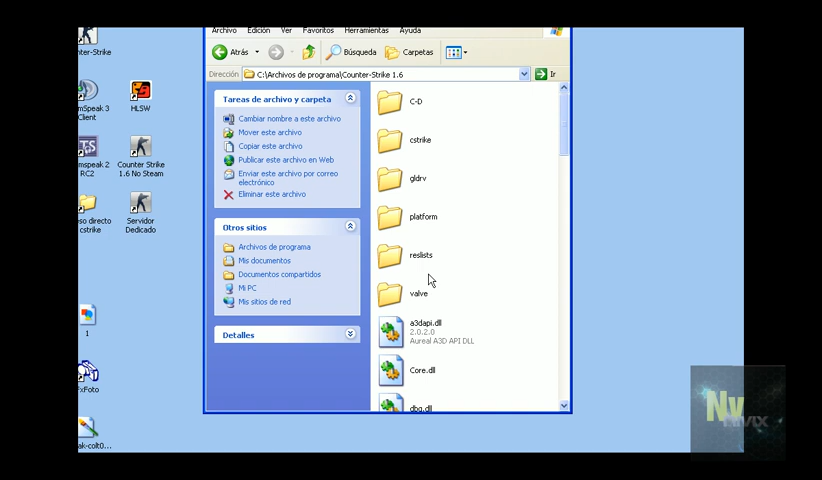 Archivo Edición Ver Favoritos Herramientas Ayuda
Atrás Búsqueda Carpetas
Dirección C:\Archivos de programa\Counter-Strike 1.6 Ir
Tareas de archivo y carpeta
Cambiar nombre a este archivo
Mover este archivo
Copiar este archivo
Publicar este archivo en Web
Enviar este archivo por correo
electrónico
Eliminar este archivo
Otros sitios
Archivos de programa
Mis documentos
Documentos compartidos
Mi PC
Mis sitios de red
Detalles
C-D
cstrike
gldrv
platform
reslists
valve
a3dapi.dll
2.0.2.0
Aureal A3D API DLL
Core.dll
dbg.dll
nter-Strike
mSpeak 3
Client
HLSW
mspeak 2
RC2
Counter Strike
1.6 No Steam
so directo
cstrike
Servidor
Dedicado
1
xFoto
ak-colt0...
Nv